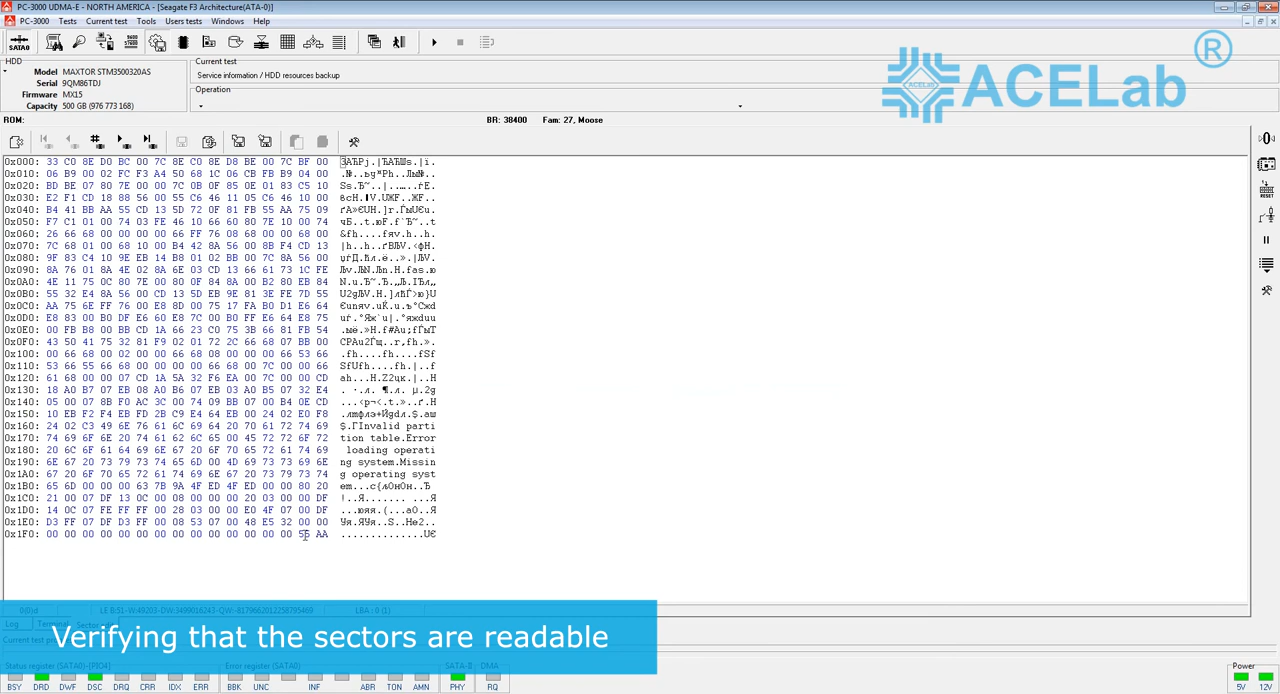 PC-3000 UDMA-E - NORTH AMERICA - [Seagate F3 Architecture(ATA-0)]
PC-3000 Tests Current test Tools Users tests Windows Help
SATA0
HDD
Model MAXTOR STM3500320AS
Serial 9QM86TDJ
Firmware MX15
Capacity 500 GB (976 773 168)
Current test
Service information / HDD resources backup
Operation
ACELab ®
ROM: BR: 38400 Fam: 27, Moose
0x000: 33 C0 8E D0 BC 00 7C 8E C0 8E D8 BE 00 7C BF 00
0x010: 06 B9 00 02 FC F3 A4 50 68 1C 06 CB FB B9 04 00
0x020: BD BE 07 80 7E 00 00 7C 0B 0F 85 0E 01 83 C5 10
0x030: E2 F1 CD 18 88 56 00 55 C6 46 11 05 C6 46 10 00
0x040: B4 41 BB AA 55 CD 13 5D 72 0F 81 FB 55 AA 75 09
0x050: F7 C1 01 00 74 03 FE 46 10 66 60 80 7E 10 00 74
0x060: 26 66 68 00 00 00 00 66 FF 76 08 68 00 00 68 00
0x070: 7C 68 01 00 68 10 00 B4 42 8A 56 00 8B F4 CD 13
0x080: 9F 83 C4 10 9E EB 14 B8 01 02 BB 00 7C 8A 56 00
0x090: 8A 76 01 8A 4E 02 8A 6E 03 CD 13 66 61 73 1C FE
0x0A0: 4E 11 75 0C 80 7E 00 80 0F 84 8A 00 B2 80 EB 84
0x0B0: 55 32 E4 8A 56 00 CD 13 5D EB 9E 81 3E FE 7D 55
0x0C0: AA 75 6E FF 76 00 E8 8D 00 75 17 FA B0 D1 E6 64
0x0D0: E8 83 00 B0 DF E6 60 E8 7C 00 B0 FF E6 64 E8 75
0x0E0: 00 FB B8 00 BB CD 1A 66 23 C0 75 3B 66 81 FB 54
0x0F0: 43 50 41 75 32 81 F9 02 01 72 2C 66 68 07 BB 00
0x100: 00 66 68 00 02 00 00 66 68 08 00 00 00 66 53 66
0x110: 53 66 55 66 68 00 00 00 00 66 68 00 7C 00 00 66
0x120: 61 68 00 00 07 CD 1A 5A 32 F6 EA 00 7C 00 00 CD
0x130: 18 A0 B7 07 EB 08 A0 B6 07 EB 03 A0 B5 07 32 E4
0x140: 05 00 07 8B F0 AC 3C 00 74 09 BB 07 00 B4 0E CD
0x150: 10 EB F2 F4 EB FD 2B C9 E4 64 EB 00 24 02 E0 F8
0x160: 24 02 C3 49 6E 76 61 6C 69 64 20 70 61 72 74 69 $.ГInvalid parti
0x170: 74 69 6F 6E 20 74 61 62 6C 65 00 45 72 72 6F 72 tion table.Error
0x180: 20 6C 6F 61 64 69 6E 67 20 6F 70 65 72 61 74 69 loading operati
0x190: 6E 67 20 73 79 73 74 65 6D 00 4D 69 73 73 69 6E ng system.Missin
0x1A0: 67 20 6F 70 65 72 61 74 69 6E 67 20 73 79 73 74 g operating syst
0x1B0: 65 6D 00 00 00 63 7B 9A 4F ED 4F ED 00 00 80 20
0x1C0: 21 00 07 DF 13 0C 00 08 00 00 00 20 03 00 00 DF
0x1D0: 14 0C 07 FE FF FF 00 28 03 00 00 E0 4F 07 00 DF
0x1E0: D3 FF 07 DF D3 FF 00 08 53 07 00 48 E5 32 00 00
0x1F0: 00 00 00 00 00 00 00 00 00 00 00 00 00 00 55 AA ..............UЄ
LBA: 0 (1)
Log Terminal
Verifying that the sectors are readable
Status register (SATA0)-[PIO4] Error register (SATA0) SATA-II DMA Power
BSY DRD DWF DSC DRQ CRR IDX ERR BBK UNC INF ABR TON AMN PHY RQ 5V 12V